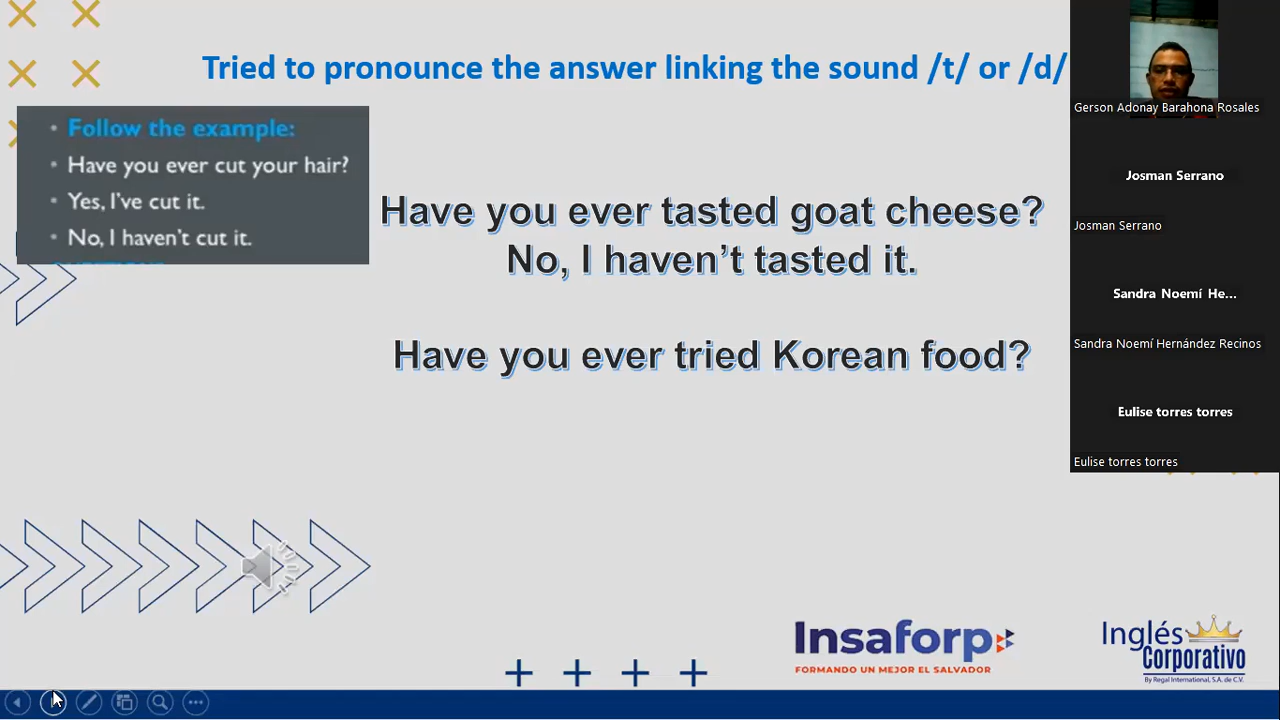 Tried to pronounce the answer linking the sound /t/ or /d/
Follow the example:
Have you ever cut your hair?
Yes, I've cut it.
No, I haven't cut it.
Have you ever tasted goat cheese?
No, I haven't tasted it.
Have you ever tried Korean food?
Gerson Adonay Barahona Rosales
Josman Serrano
Josman Serrano
Sandra Noemí He...
Sandra Noemí Hernández Recinos
Eulise torres torres
Eulise torres torres
Insaforp
FORMANDO UN MEJOR EL SALVADOR
Inglés
Corporativo
By Regal International, S.A. de C.V.